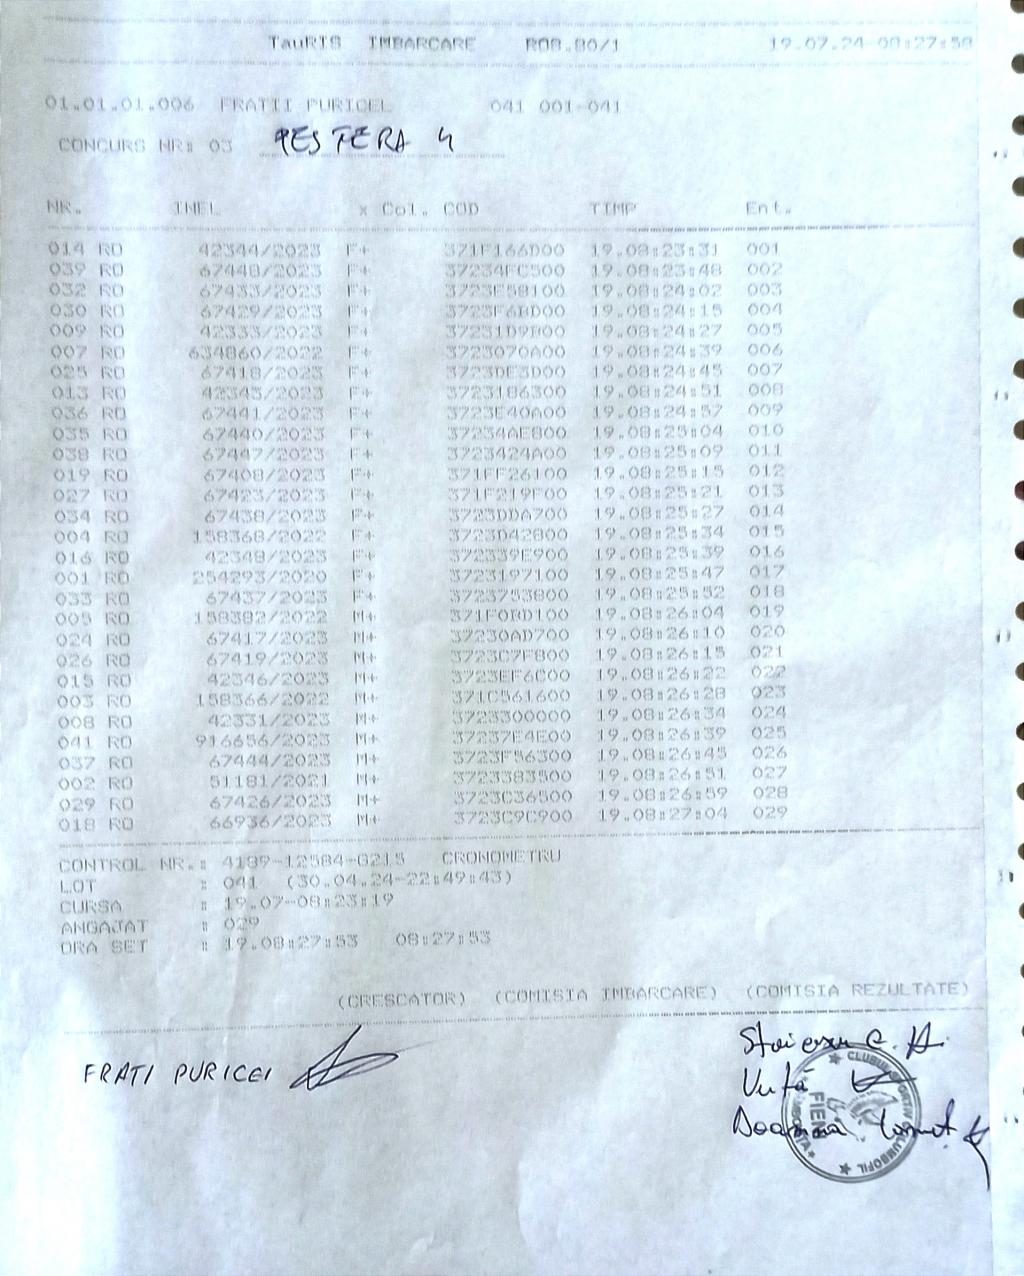 TauRIS IMBARCARE RO8.80/1 19.07.24-08:27:58
01.01.01.006 FRATII PURICEL 041 001-041
CONCURS NR: 03 PESTERA 4
NR. INEL x Col. COD TIMP Ent.
014 RO 42344/2023 F+ 371F166D00 19.08:23:31 001
039 RO 67448/2023 F+ 37234FC500 19.08:23:48 002
032 RO 67433/2023 F+ 3723E58100 19.08:24:02 003
030 RO 67429/2023 F+ 3723F6BD00 19.08:24:15 004
009 RO 42333/2023 F+ 37231D9B00 19.08:24:27 005
007 RO 634860/2022 F+ 3723070A00 19.08:24:39 006
025 RO 67418/2023 F+ 3723DE3D00 19.08:24:45 007
013 RO 42343/2023 F+ 3723186300 19.08:24:51 008
036 RO 67441/2023 F+ 3723E40A00 19.08:24:57 009
035 RO 67440/2023 F+ 37234AE800 19.08:25:04 010
038 RO 67447/2023 F+ 3723424A00 19.08:25:09 011
019 RO 67408/2023 F+ 371FF26100 19.08:25:15 012
027 RO 67423/2023 F+ 371F219F00 19.08:25:21 013
034 RO 67438/2023 F+ 3723DDA700 19.08:25:27 014
004 RO 158368/2022 F+ 3723D42800 19.08:25:34 015
016 RO 42348/2023 F+ 372339E900 19.08:25:39 016
001 RO 254293/2020 F+ 3723197100 19.08:25:47 017
033 RO 67437/2023 F+ 3723753800 19.08:25:52 018
005 RO 158382/2022 M+ 371F0BD100 19.08:26:04 019
024 RO 67417/2023 M+ 37230AD700 19.08:26:10 020
026 RO 67419/2023 M+ 3723C7F800 19.08:26:15 021
015 RO 42346/2023 M+ 3723EF6C00 19.08:26:22 022
003 RO 158366/2022 M+ 371C561600 19.08:26:28 023
008 RO 42331/2023 M+ 3723300000 19.08:26:34 024
041 RO 916656/2023 M+ 37237E4E00 19.08:26:39 025
037 RO 67444/2023 M+ 3723F56300 19.08:26:45 026
002 RO 51181/2021 M+ 3723383500 19.08:26:51 027
029 RO 67426/2023 M+ 3723C36500 19.08:26:59 028
018 RO 66936/2023 M+ 3723C9C900 19.08:27:04 029
CONTROL NR.: 4189-12584-0215 CRONOMETRU
LOT : 041 (30.04.24-22:49:43)
CURSA : 19.07-08:23:19
ANGAJAT : 029
ORA SET : 19.08:27:53 08:27:53
(CRESCATOR) (COMISIA IMBARCARE) (COMISIA REZULTATE)
FRATI PURICEI